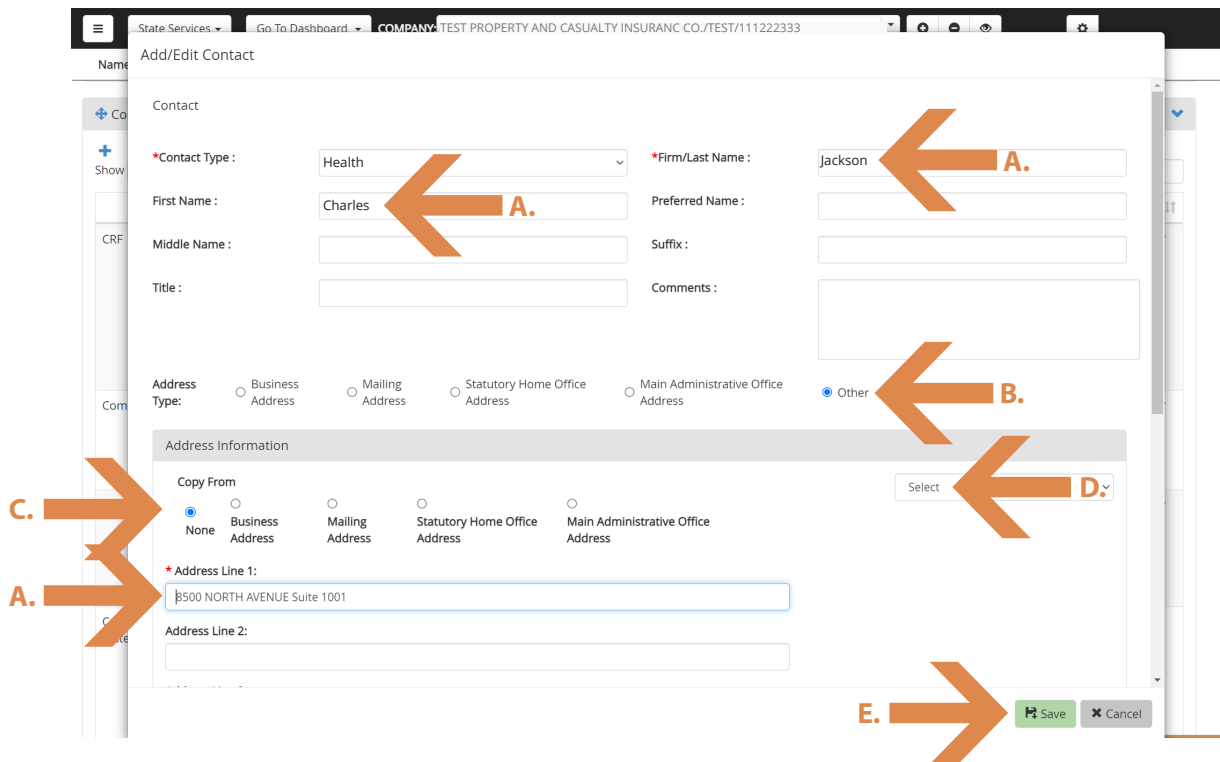 State Services
Go To Dashboard
COMPANY: TEST PROPERTY AND CASUALTY INSURANC CO./TEST/111222333
Name
Add/Edit Contact
Contact
Co
Show
CRF
Com
*Contact Type :
Health
*Firm/Last Name :
Jackson
A.
First Name :
Charles
A.
Preferred Name :
Middle Name :
Suffix :
Title :
Comments :
Address
Type:
Business
Address
Mailing
Address
Statutory Home Office
Address
Main Administrative Office
Address
Other
B.
Address Information
Copy From
Select
D.
C.
None
Business
Address
Mailing
Address
Statutory Home Office
Address
Main Administrative Office
Address
* Address Line 1:
A.
8500 NORTH AVENUE Suite 1001
Address Line 2:
E.
Save
Cancel